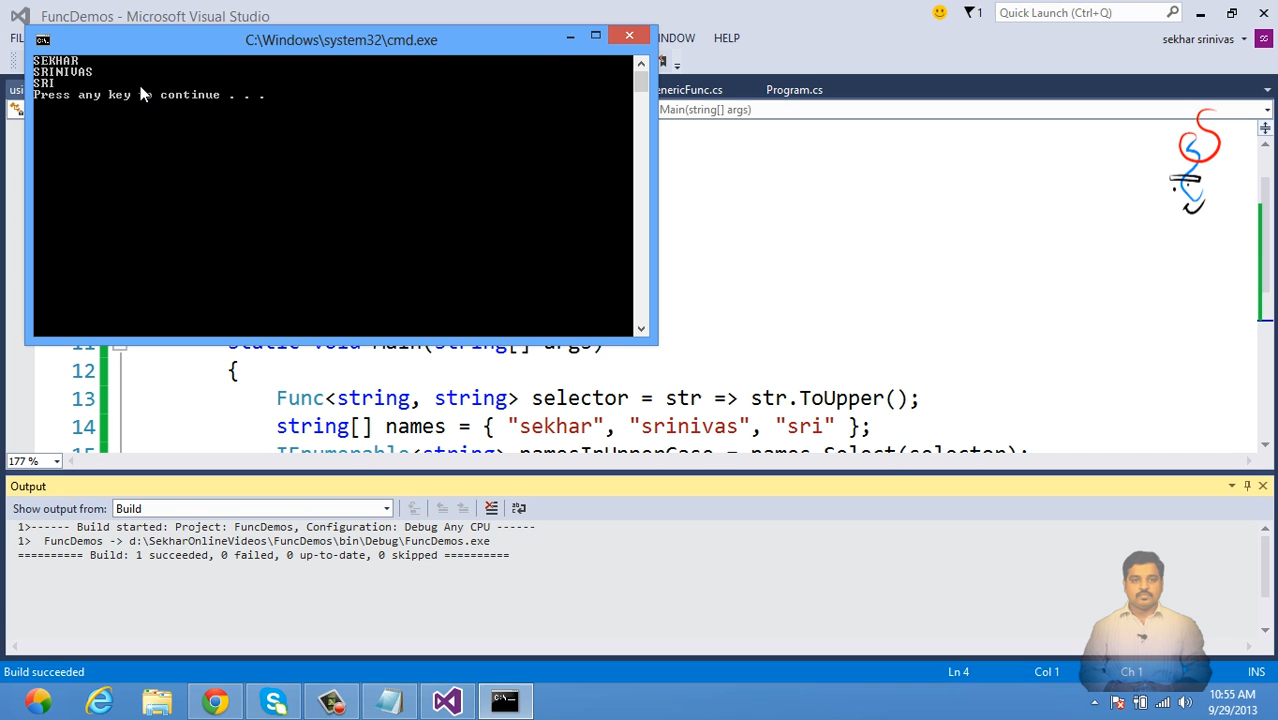 FuncDemos - Microsoft Visual Studio
1
Quick Launch (Ctrl+Q)
C:\Windows\system32\cmd.exe
HELP
sekhar srinivas
SEKHAR
SRINIVAS
SRI
Press any key to continue . . .
Program.cs
Main(string[] args)
12 {
13 Func<string, string> selector = str => str.ToUpper();
14 string[] names = { "sekhar", "srinivas", "sri" };
177 %
Output
Show output from: Build
1>------ Build started: Project: FuncDemos, Configuration: Debug Any CPU ------
1> FuncDemos -> d:\SekharOnlineVideos\FuncDemos\bin\Debug\FuncDemos.exe
========== Build: 1 succeeded, 0 failed, 0 up-to-date, 0 skipped ==========
Build succeeded
Ln 4
Col 1
Ch 1
INS
10:55 AM
9/29/2013